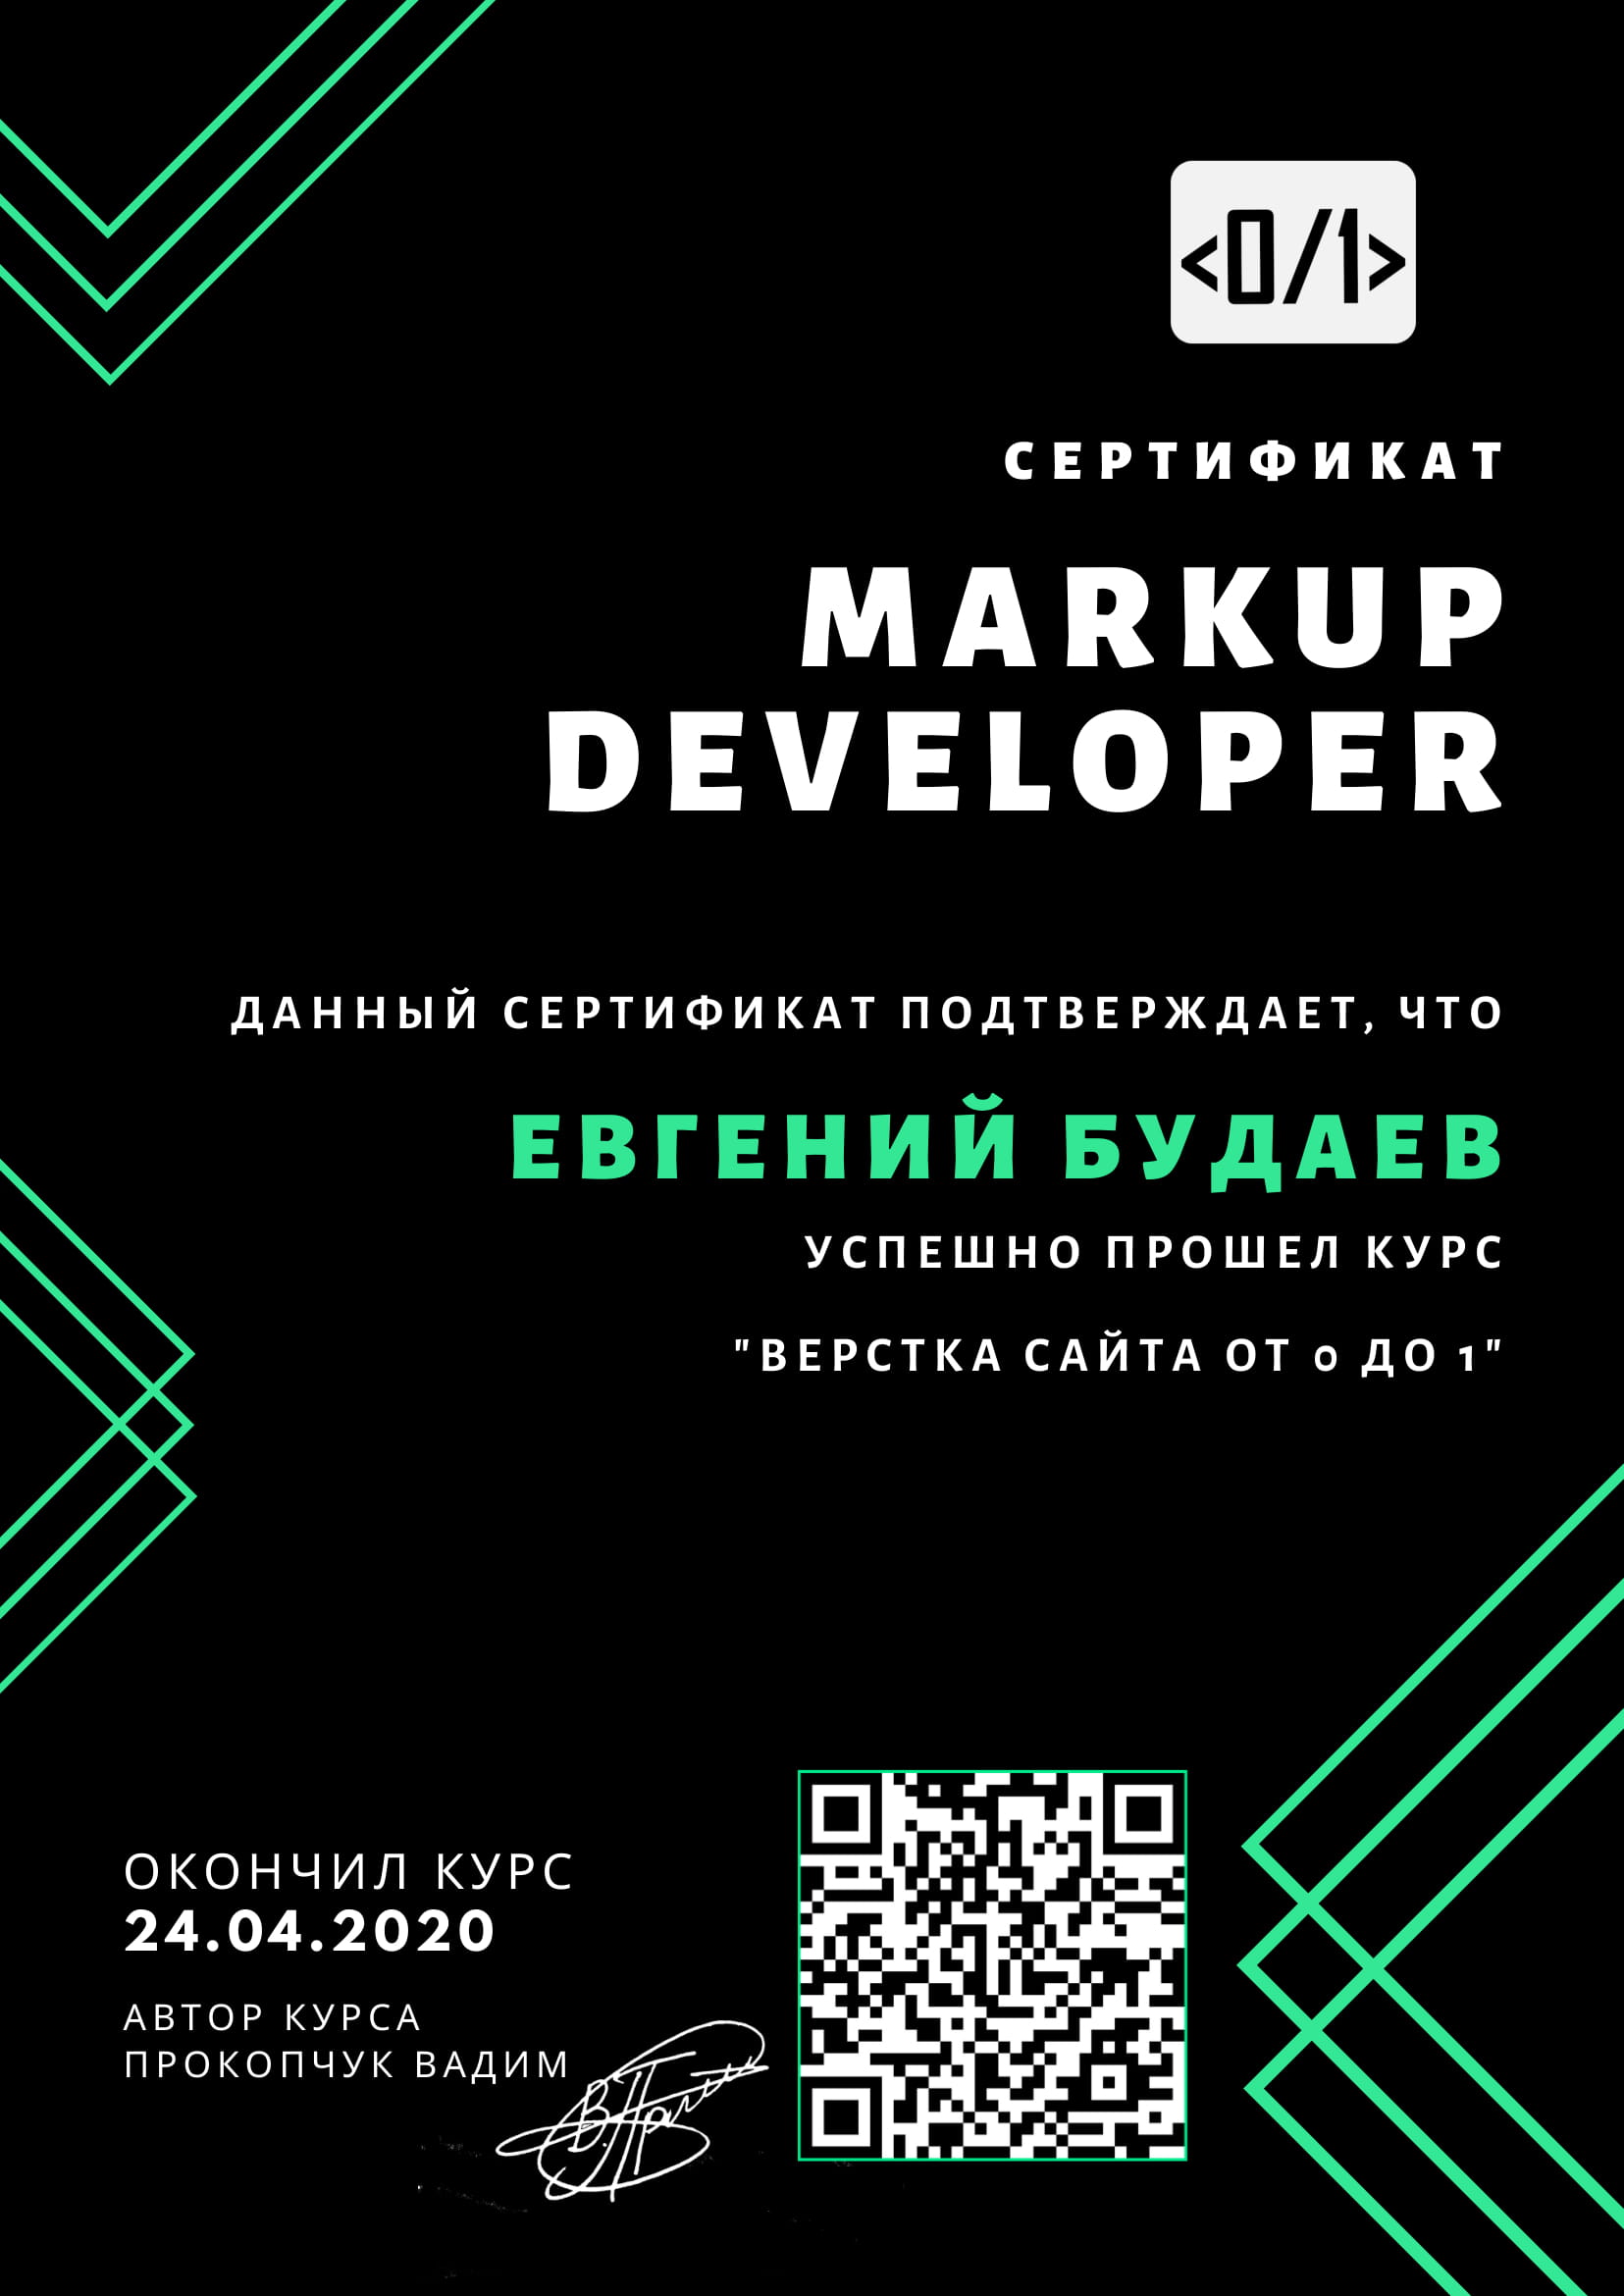 <0/1>
СЕРТИФИКАТ
MARKUP
DEVELOPER
ДАННЫЙ СЕРТИФИКАТ ПОДТВЕРЖДАЕТ, ЧТО
ЕВГЕНИЙ БУДАЕВ
УСПЕШНО ПРОШЕЛ КУРС
"ВЕРСТКА САЙТА ОТ 0 ДО 1"
ОКОНЧИЛ КУРС
24.04.2020
АВТОР КУРСА
ПРОКОПЧУК ВАДИМ